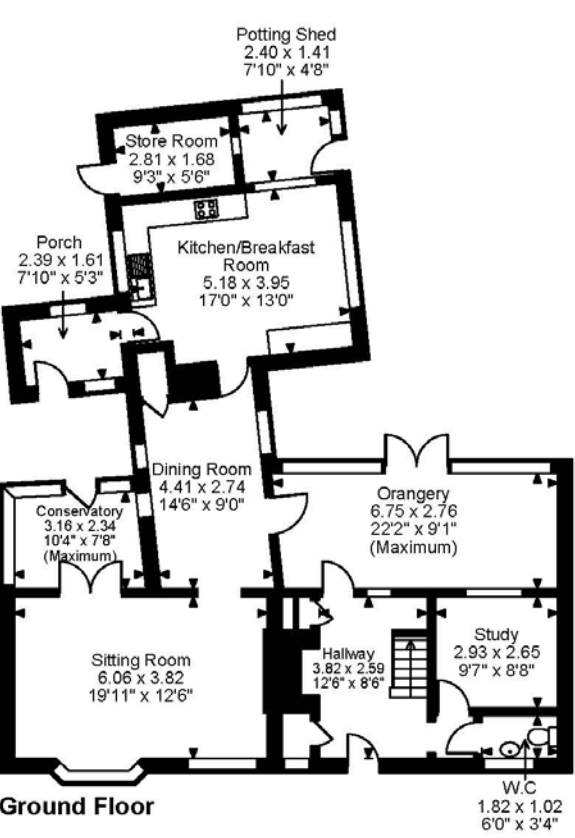 Potting Shed
2.40 x 1.41
7'10" x 4'8"
Store Room
2.81 x 1.68
9'3" x 5'6"
Porch
2.39 x 1.61
7'10" x 5'3"
Kitchen/Breakfast
Room
5.18 x 3.95
17'0" x 13'0"
Dining Room
4.41 x 2.74
14'6" x 9'0"
Orangery
6.75 x 2.76
22'2" x 9'1"
(Maximum)
Conservatory
3.16 x 2.34
10'4" x 7'8"
(Maximum)
Sitting Room
6.06 x 3.82
19'11" x 12'6"
Hallway
3.82 x 2.59
12'6" x 8'6"
Study
2.93 x 2.65
9'7" x 8'8"
W.C
1.82 x 1.02
6'0" x 3'4"
Ground Floor